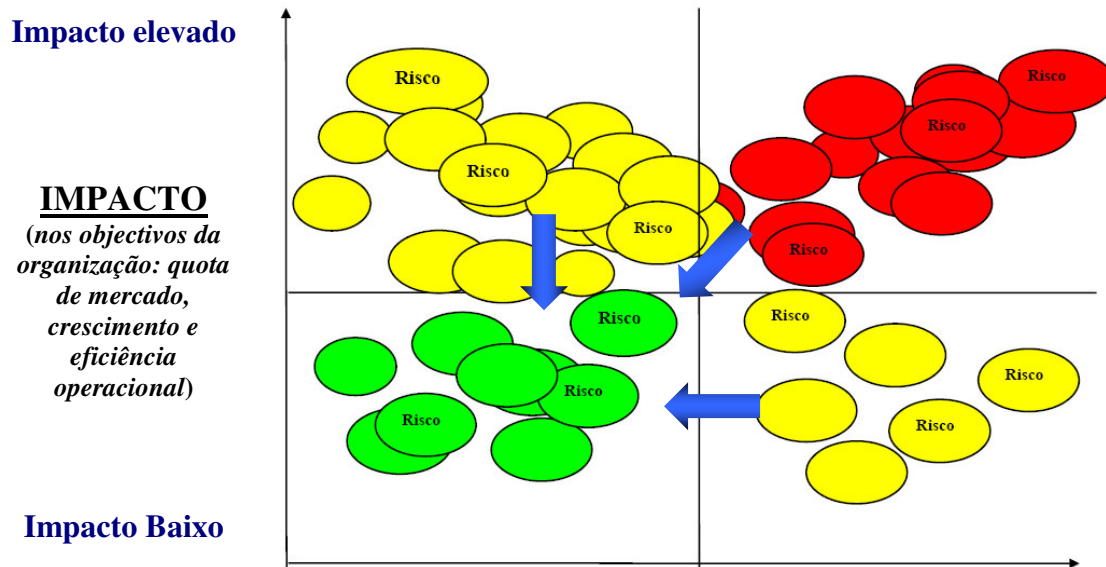 Impacto elevado
IMPACTO
(nos objectivos da
organização: quota
de mercado,
crescimento e
eficiência
operacional)
Impacto Baixo
Risco
Risco
Risco
Risco
Risco
Risco
Risco
Risco
Risco
Risco
Risco
Risco